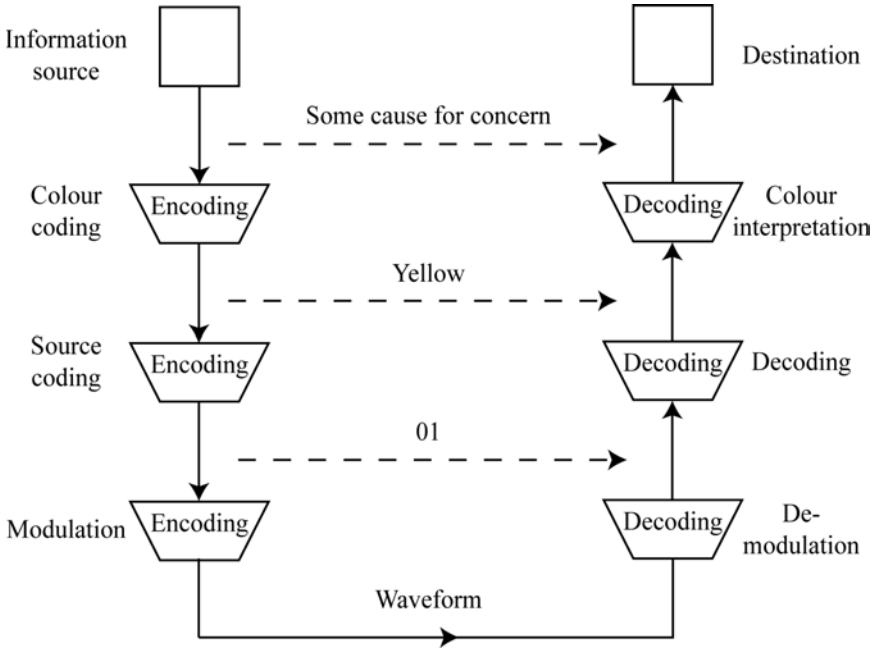 Information
source
Destination
Some cause for concern
Colour
coding
Encoding
Decoding
Colour
interpretation
Yellow
Source
coding
Encoding
Decoding
Decoding
01
Modulation
Encoding
Decoding
De-
modulation
Waveform